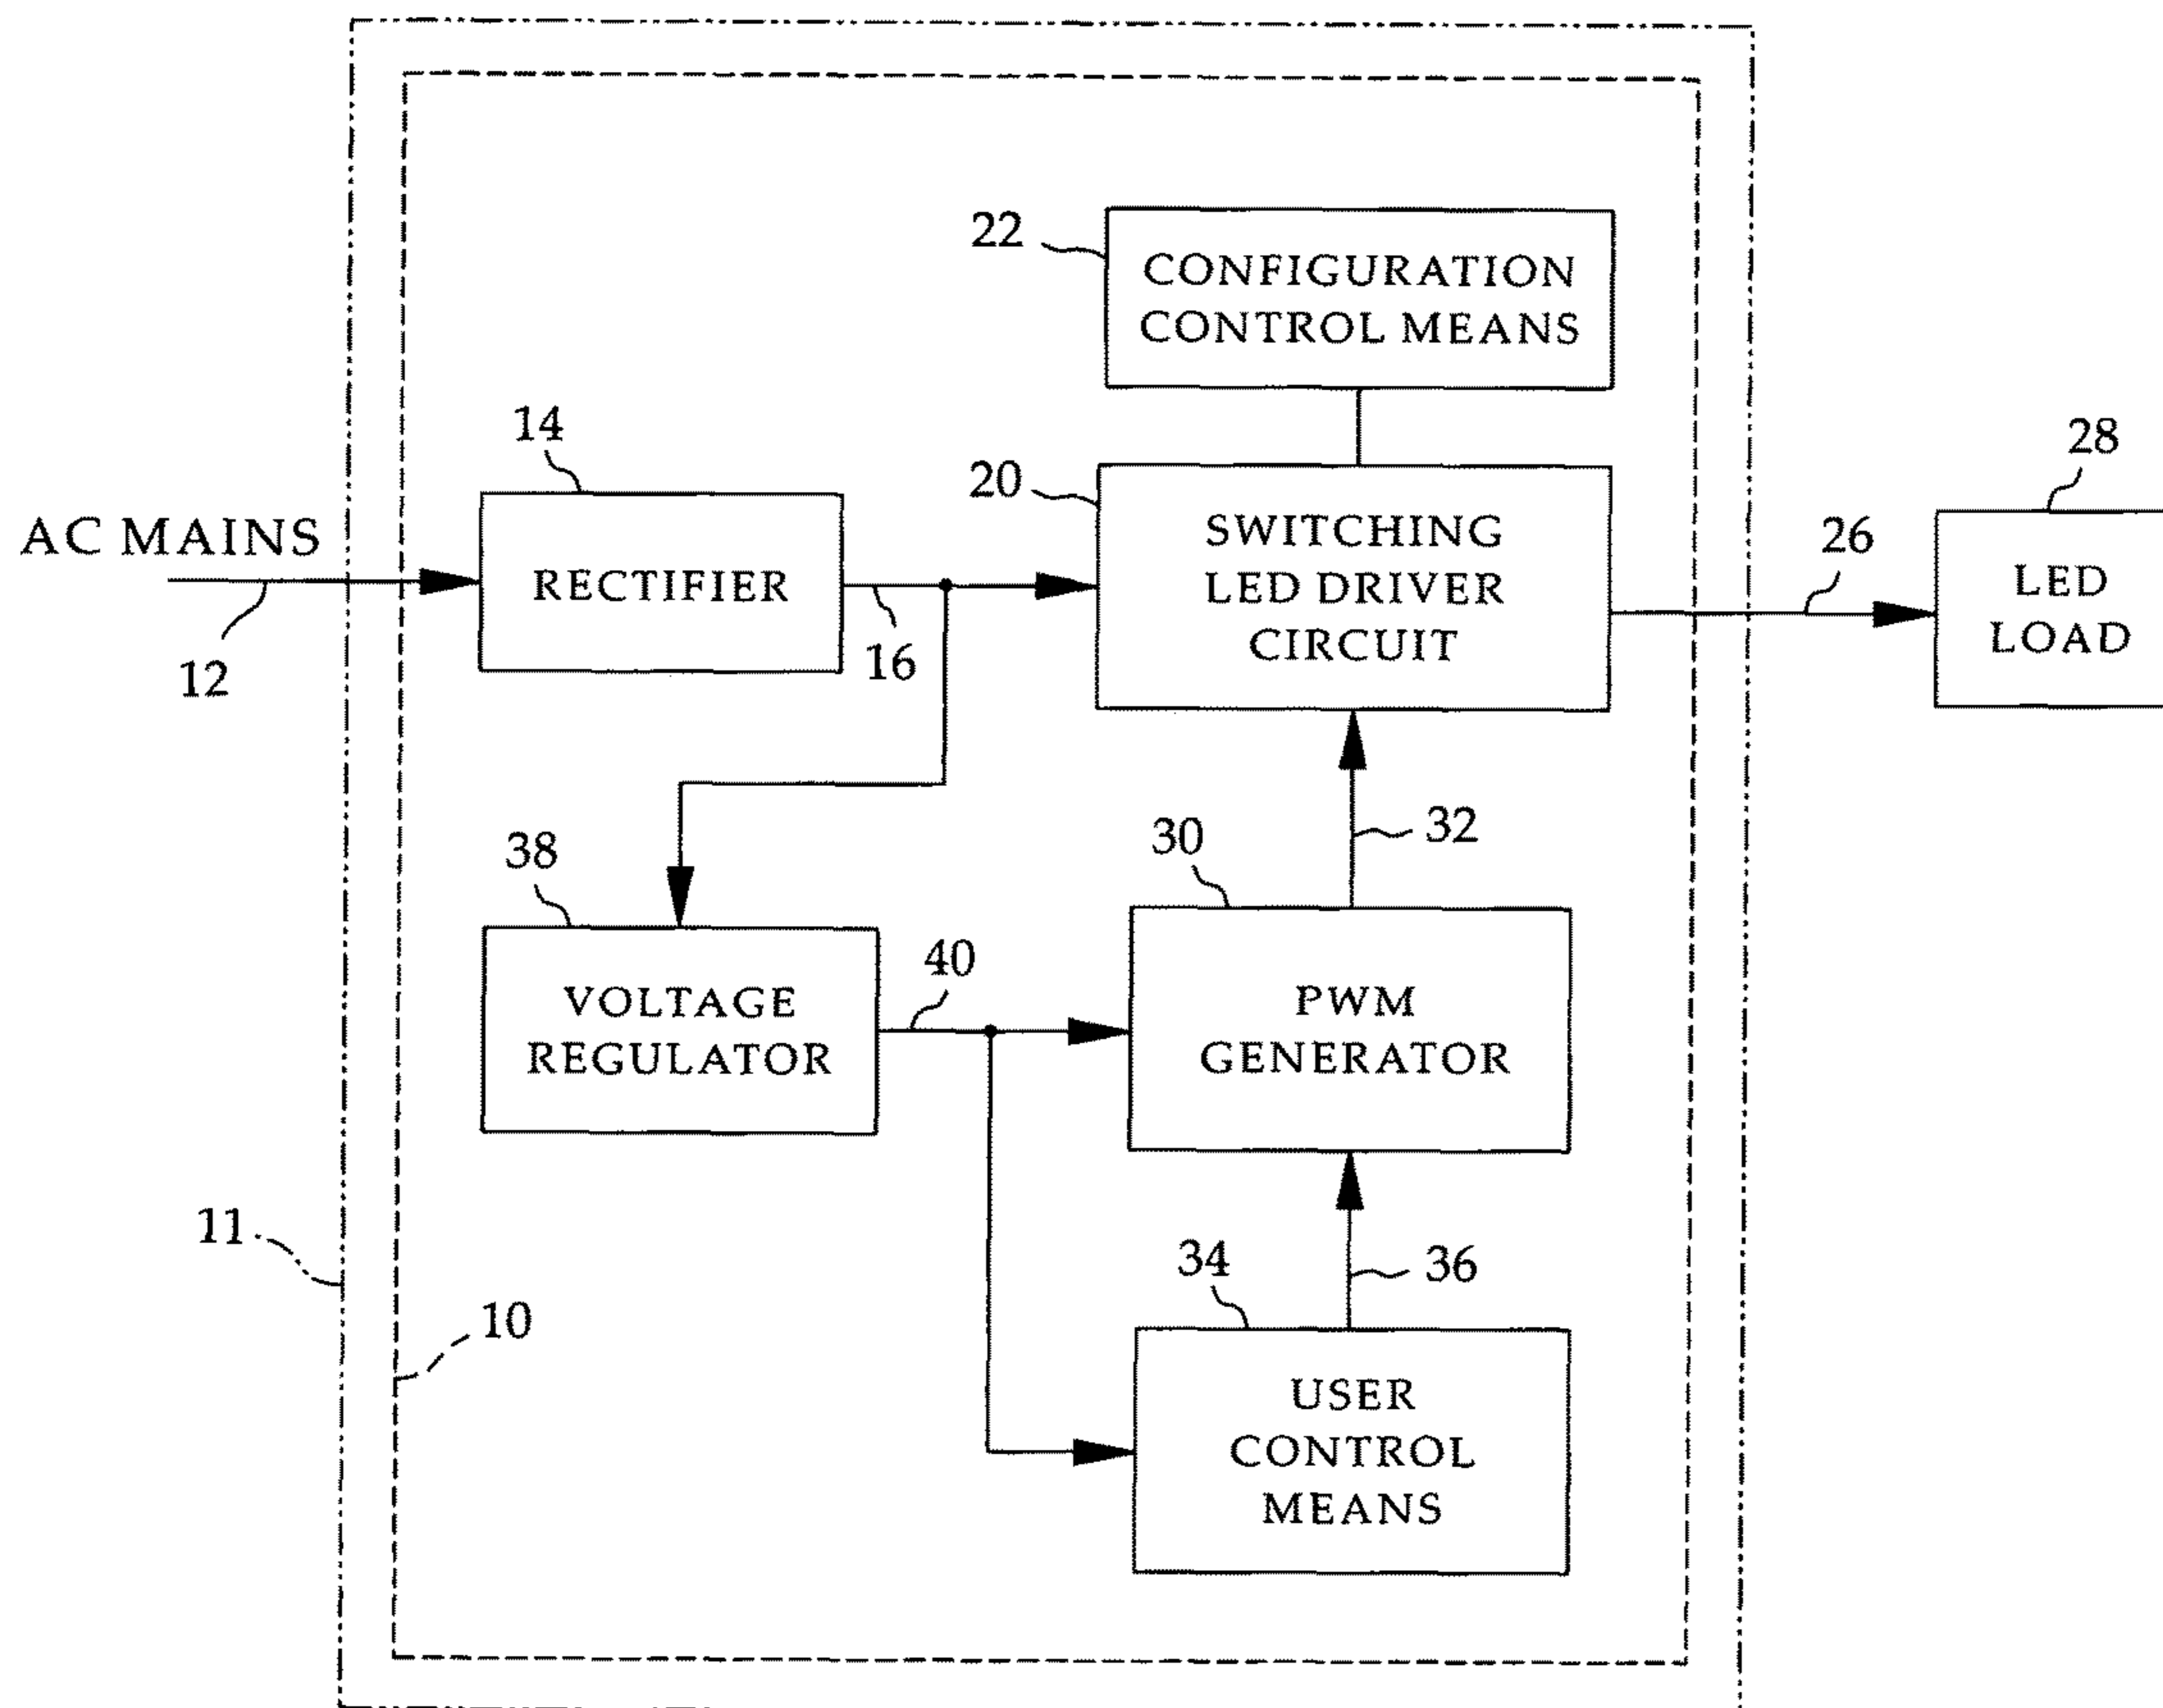 22
CONFIGURATION
CONTROL MEANS
14
20
28
AC MAINS
RECTIFIER
SWITCHING
LED DRIVER
CIRCUIT
26
LED
LOAD
12
16
38
30
32
40
VOLTAGE
REGULATOR
PWM
GENERATOR
11
10
34
36
USER
CONTROL
MEANS